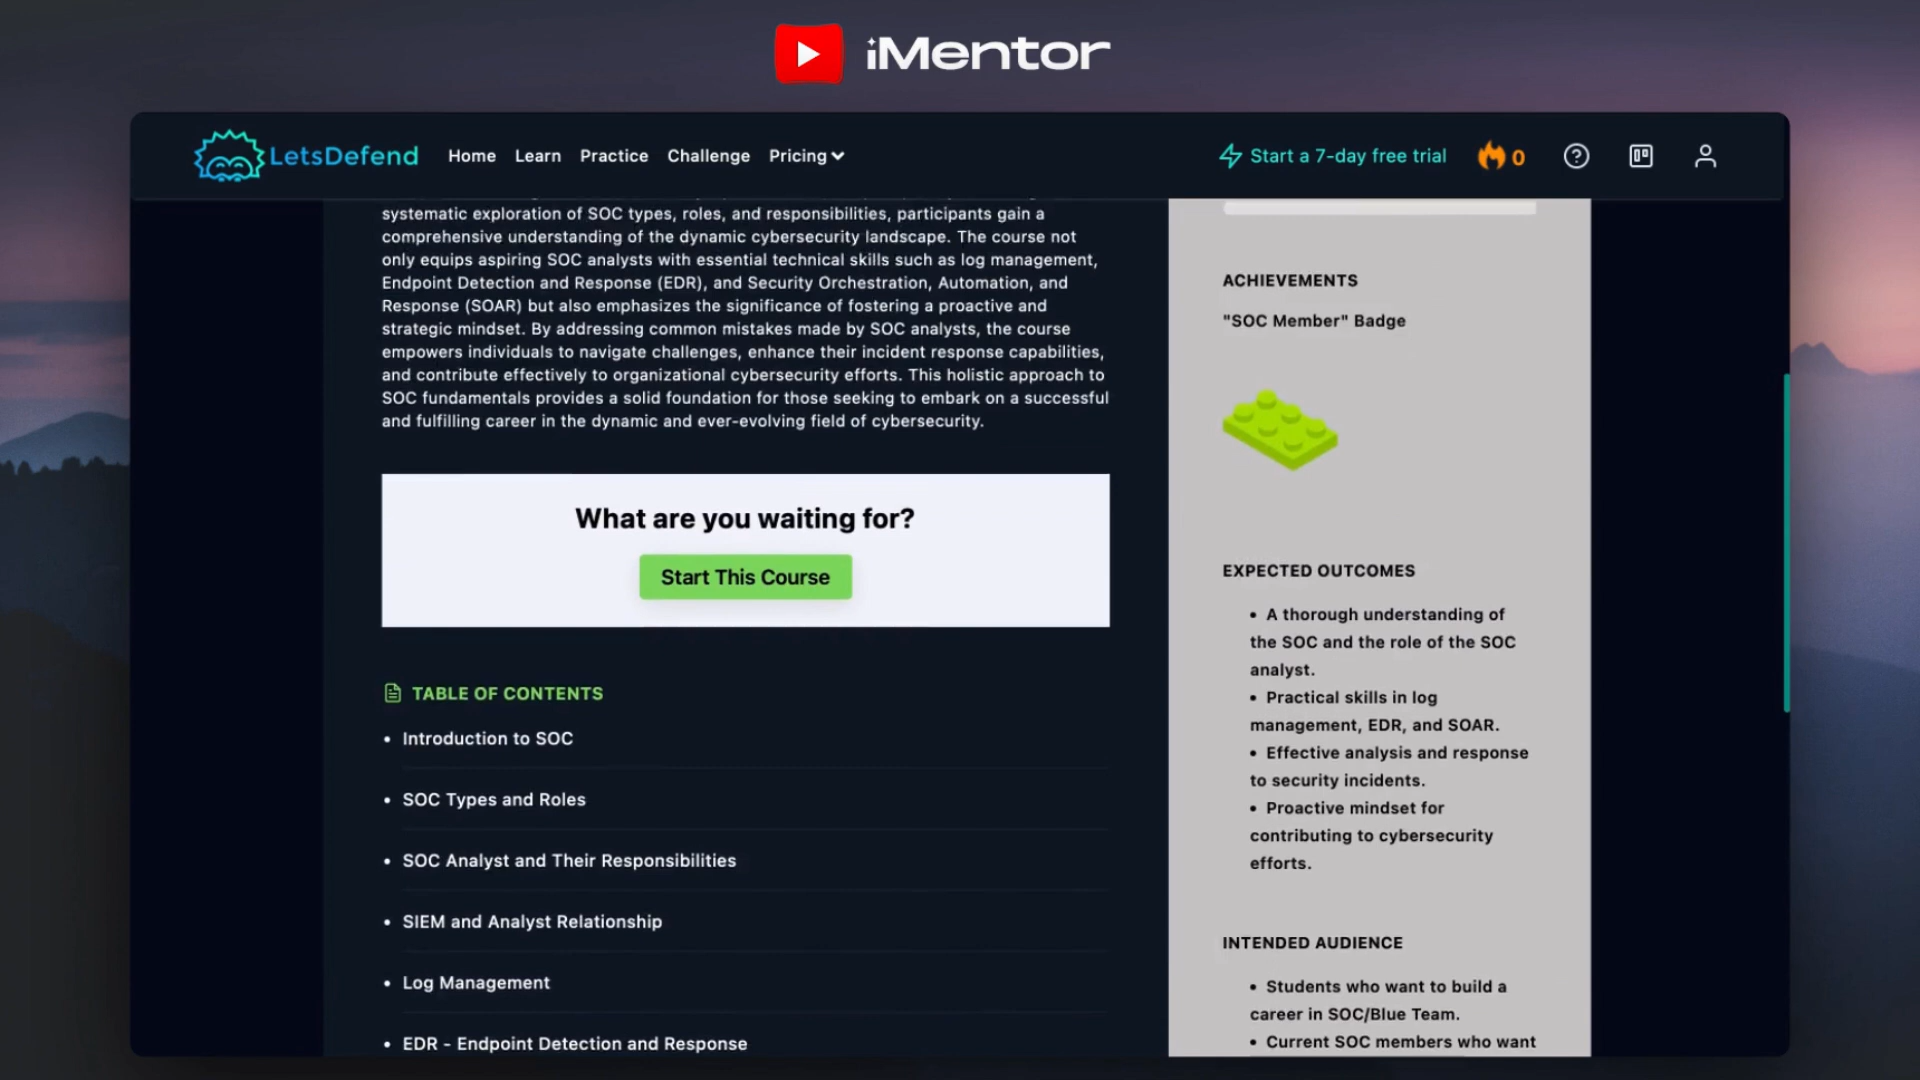 iMentor
LetsDefend
Home Learn Practice Challenge Pricing
Start a 7-day free trial 0
systematic exploration of SOC types, roles, and responsibilities, participants gain a
comprehensive understanding of the dynamic cybersecurity landscape. The course not
only equips aspiring SOC analysts with essential technical skills such as log management,
Endpoint Detection and Response (EDR), and Security Orchestration, Automation, and
Response (SOAR) but also emphasizes the significance of fostering a proactive and
strategic mindset. By addressing common mistakes made by SOC analysts, the course
empowers individuals to navigate challenges, enhance their incident response capabilities,
and contribute effectively to organizational cybersecurity efforts. This holistic approach to
SOC fundamentals provides a solid foundation for those seeking to embark on a successful
and fulfilling career in the dynamic and ever-evolving field of cybersecurity.
What are you waiting for?
Start This Course
TABLE OF CONTENTS
• Introduction to SOC
• SOC Types and Roles
• SOC Analyst and Their Responsibilities
• SIEM and Analyst Relationship
• Log Management
• EDR - Endpoint Detection and Response
ACHIEVEMENTS
"SOC Member" Badge
EXPECTED OUTCOMES
• A thorough understanding of
the SOC and the role of the SOC
analyst.
• Practical skills in log
management, EDR, and SOAR.
• Effective analysis and response
to security incidents.
• Proactive mindset for
contributing to cybersecurity
efforts.
INTENDED AUDIENCE
• Students who want to build a
career in SOC/Blue Team.
• Current SOC members who want